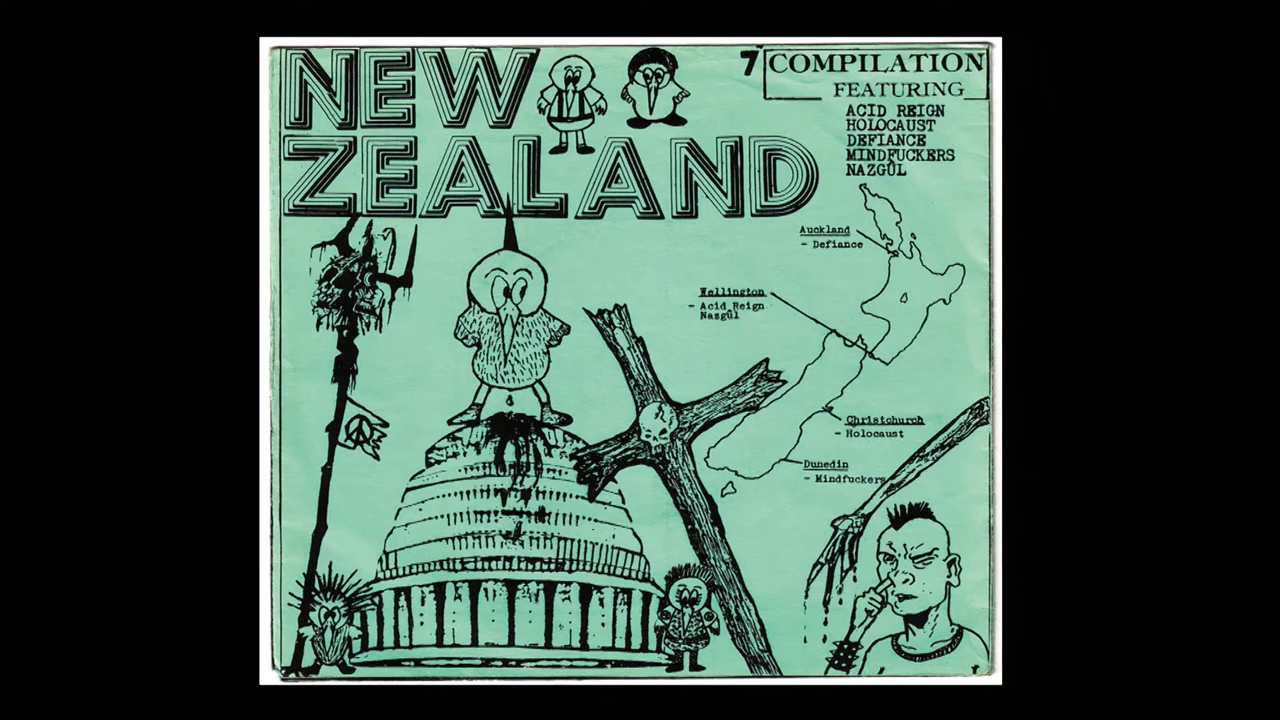 NEW
ZEALAND
7 COMPILATION
FEATURING
ACID REIGN
HOLOCAUST
DEFIANCE
MINDFUCKERS
NAZGÛL
Auckland
- Defiance
Wellington
- Acid Reign
Nazgûl
Christchurch
- Holocaust
Dunedin
- Mindfuckers